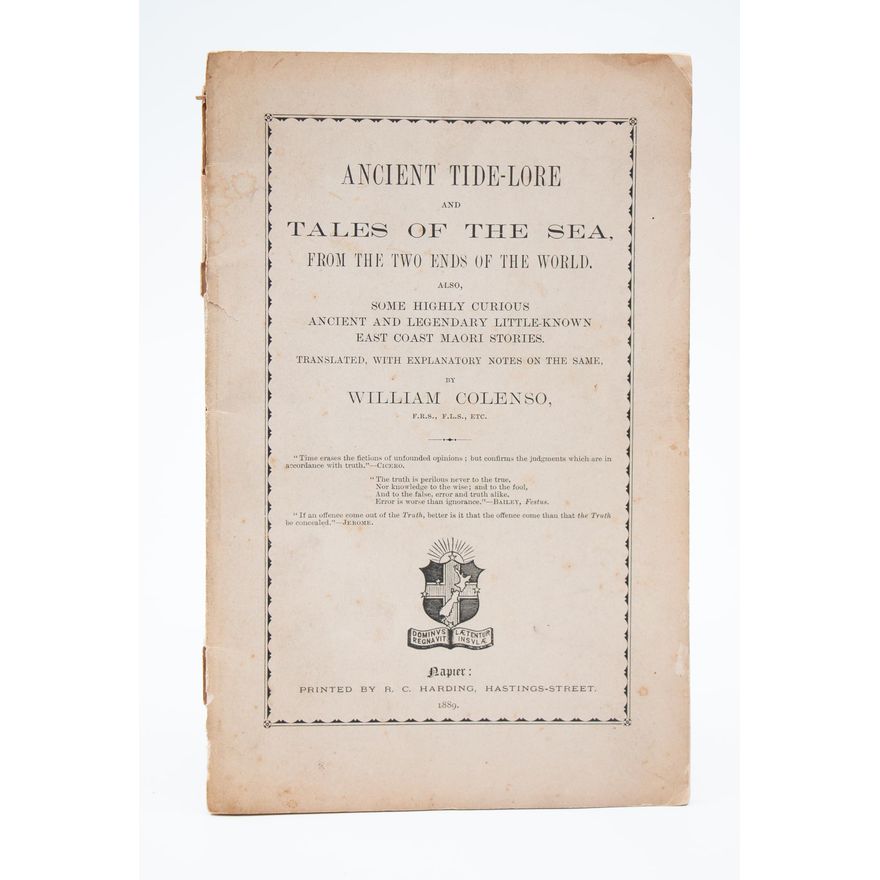 ANCIENT TIDE-LORE
AND
TALES OF THE SEA,
FROM THE TWO ENDS OF THE WORLD.
ALSO,
SOME HIGHLY CURIOUS
ANCIENT AND LEGENDARY LITTLE-KNOWN
EAST COAST MAORI STORIES.
TRANSLATED, WITH EXPLANATORY NOTES ON THE SAME,
BY
WILLIAM COLENSO,
F.R.S., F.L.S., ETC.
"Time erases the fictions of unfounded opinions; but confirms the judgments which are in
accordance with truth."—CICERO.
"The truth is perilous never to the true,
Nor knowledge to the wise; and to the fool,
And to the false, error and truth alike.
Error is worse than ignorance."—BAILEY, Festus.
"If an offence come out of the Truth, better is it that the offence come than that the Truth
be concealed."—JEROME.
DOMINVS LÆTENTUR
REGNAVIT: INSVLÆ
Napier:
PRINTED BY R. C. HARDING, HASTINGS-STREET.
1889.